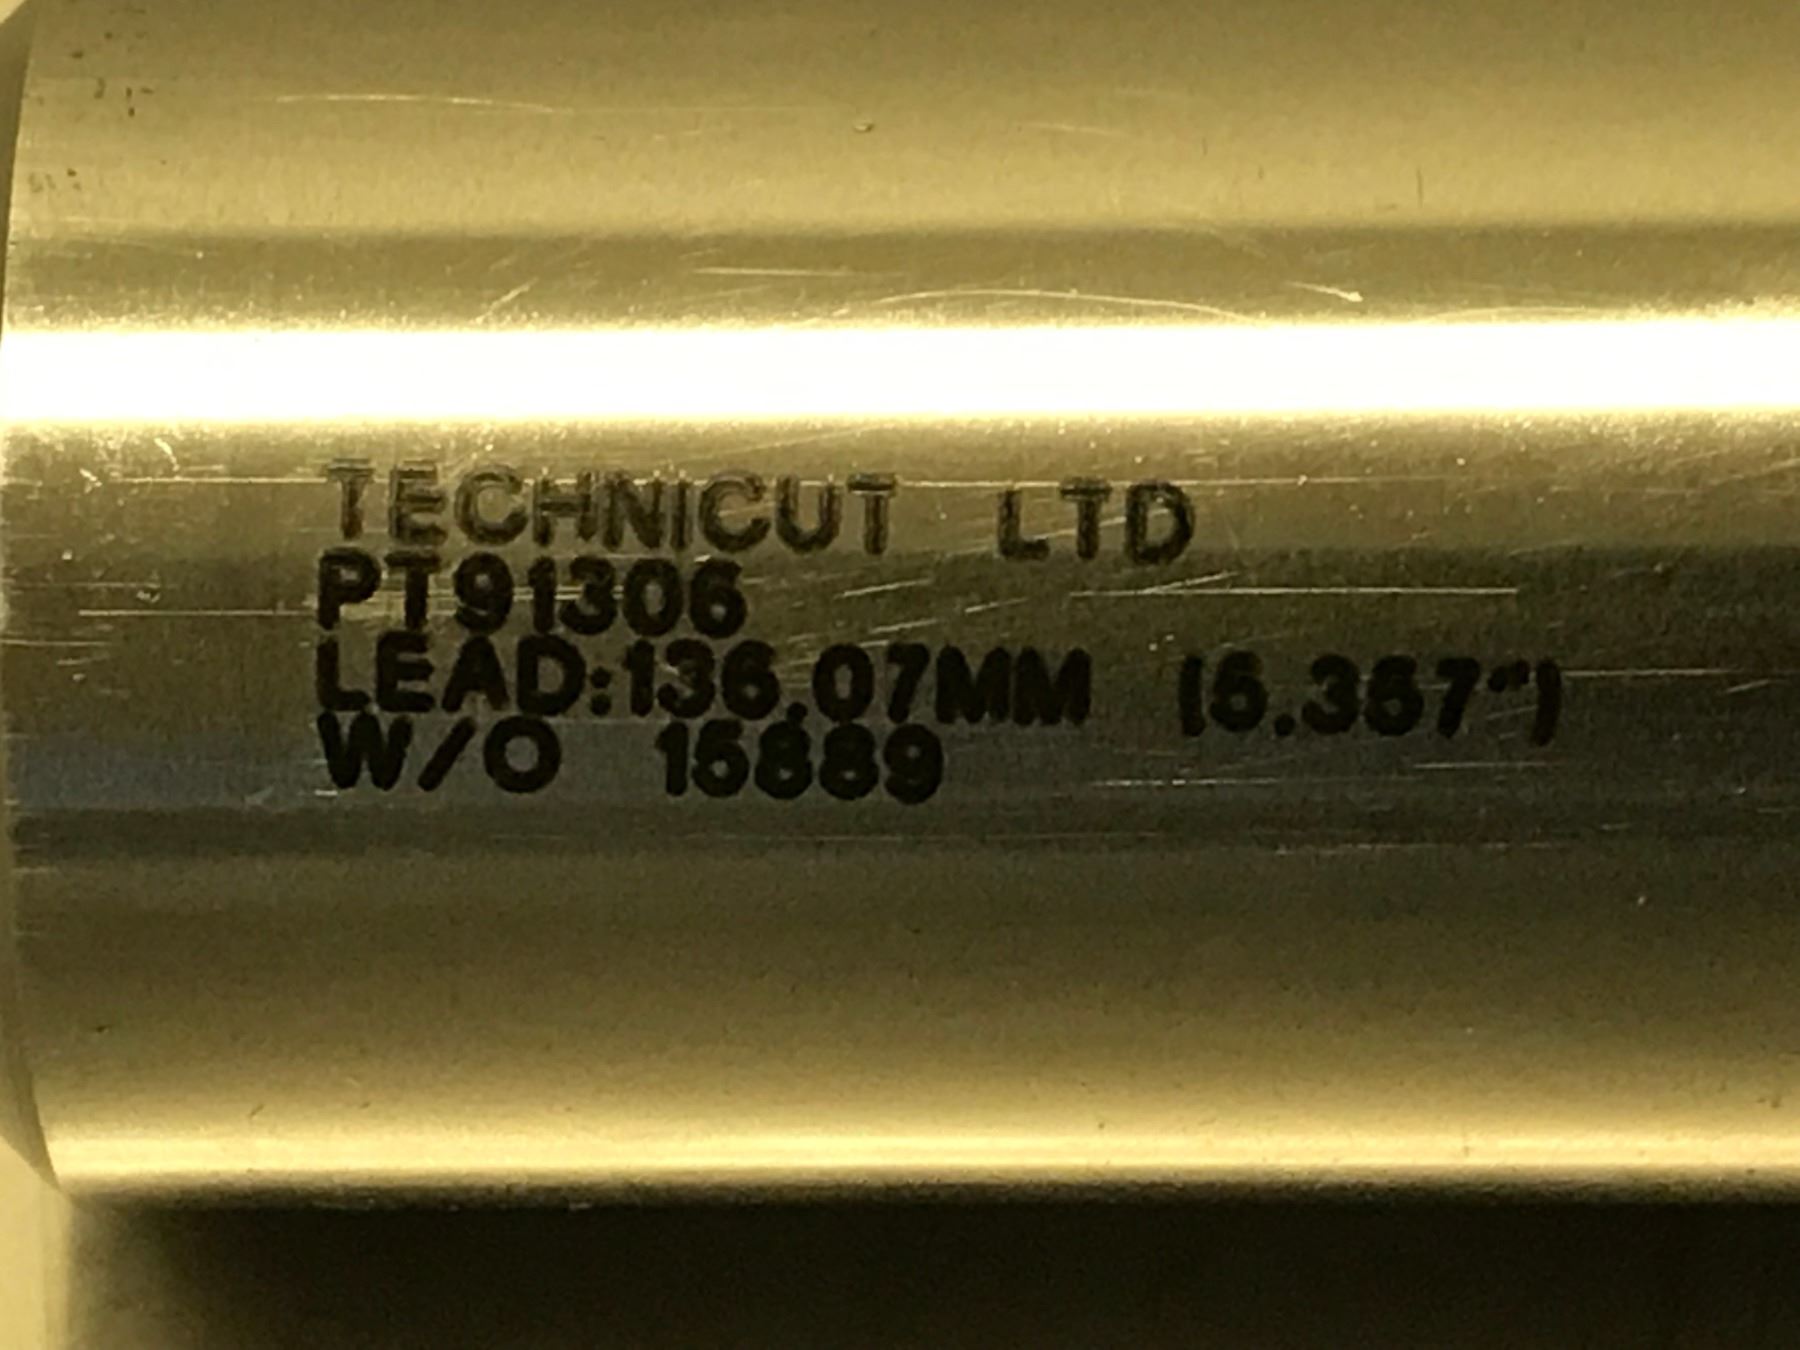 TECHNICUT LTD
PT91306
LEAD:136.07MM (5.357")
W/O 15889